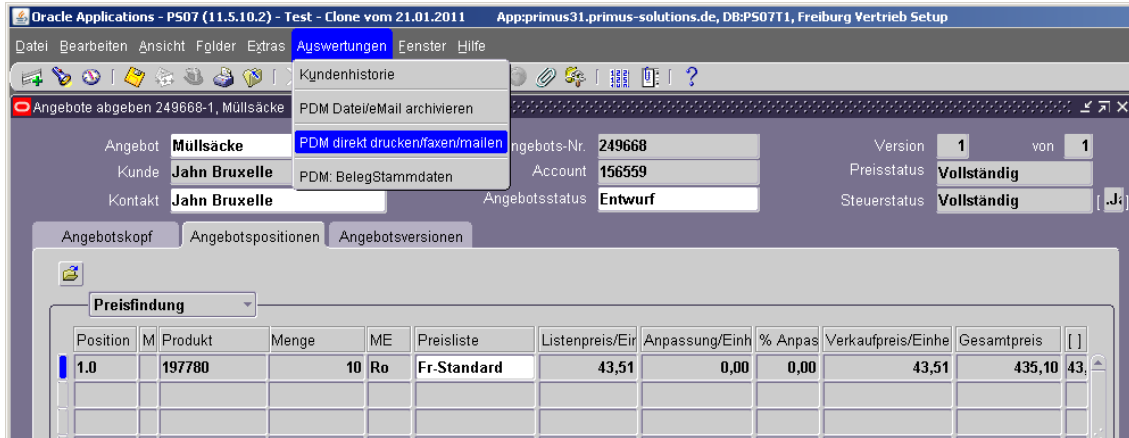 Oracle Applications - PS07 (11.5.10.2) - Test - Clone vom 21.01.2011 App:primus31.primus-solutions.de, DB:PS07T1, Freiburg Vertrieb Setup
Datei Bearbeiten Ansicht Folder Extras Auswertungen Fenster Hilfe
Kundenhistorie
PDM Datei/eMail archivieren
PDM direkt drucken/faxen/mailen
PDM: BelegStammdaten
Angebote abgeben 249668-1, Müllsäcke
Angebot Müllsäcke ngebots-Nr. 249668 Version 1 von 1
Kunde Jahn Bruxelle Account 156559 Preisstatus Vollständig
Kontakt Jahn Bruxelle Angebotsstatus Entwurf Steuerstatus Vollständig [ .Ja ]
Angebotskopf Angebotspositionen Angebotsversionen
Preisfindung
Position M Produkt Menge ME Preisliste Listenpreis/Ein Anpassung/Einh % Anpas Verkaufpreis/Einhe Gesamtpreis [ ]
1.0 197780 10 Ro Fr-Standard 43,51 0,00 0,00 43,51 435,10 43,